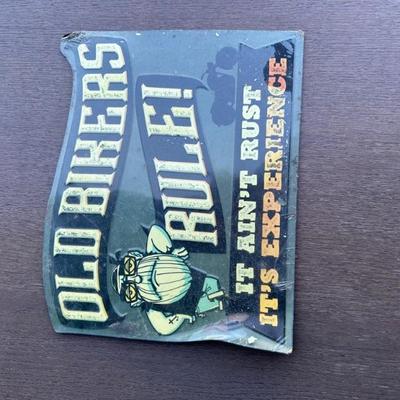 OLD BIKERS
RULE!
IT AIN'T RUST
IT'S EXPERIENCE